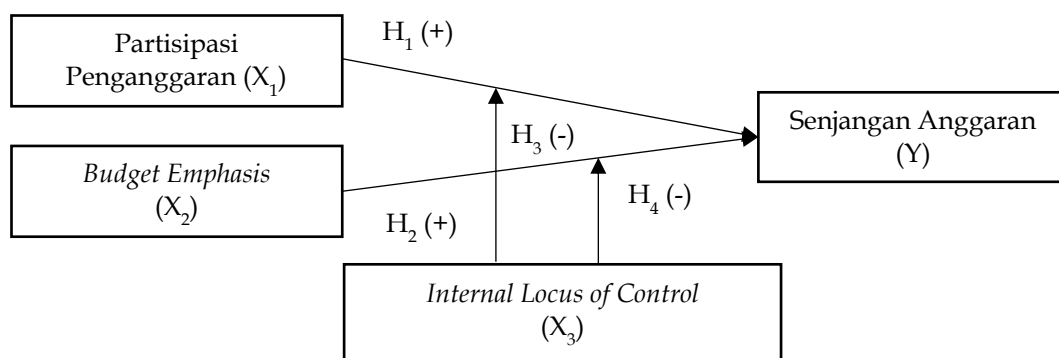 Partisipasi
Penganggaran (X₁)
H₁ (+)
Senjangan Anggaran
(Y)
H₃ (-)
Budget Emphasis
(X₂)
H₄ (-)
H₂ (+)
Internal Locus of Control
(X₃)